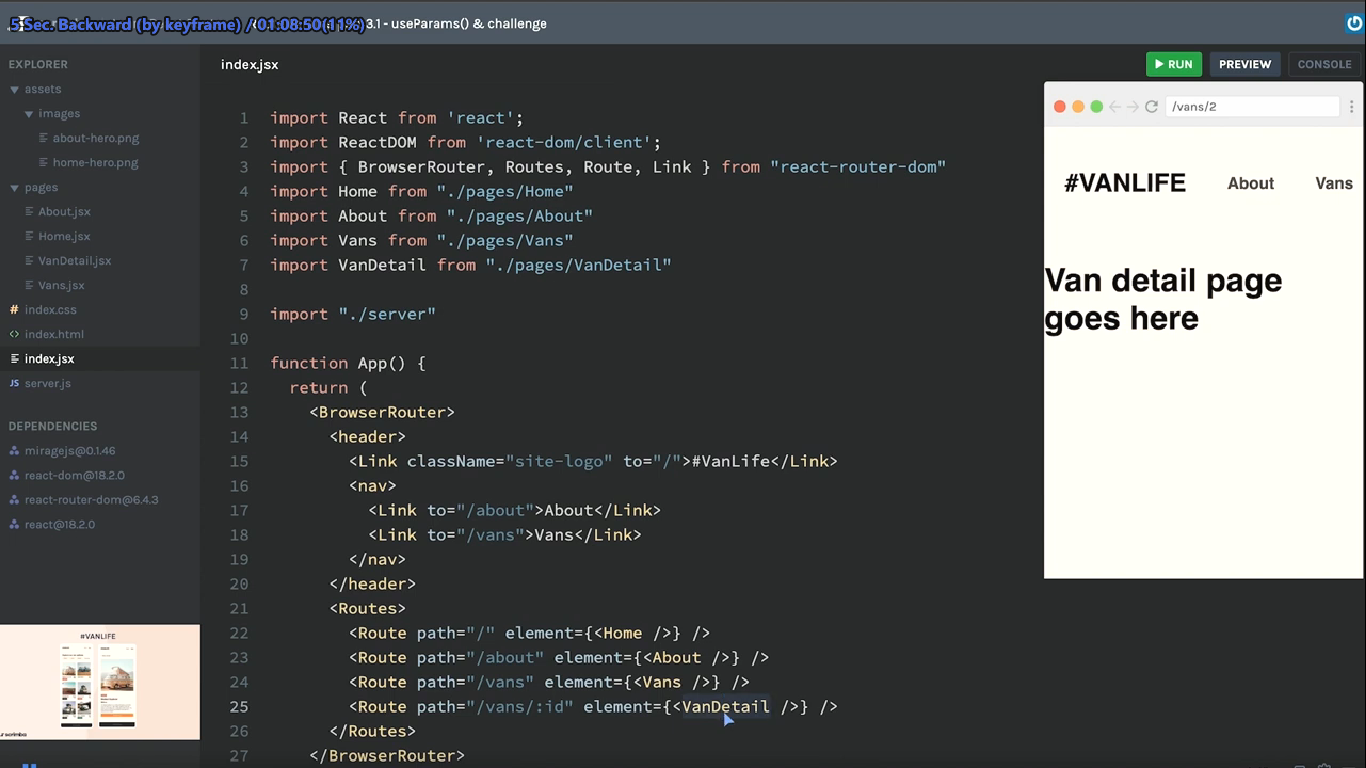 5 Sec. Backward (by keyframe) / 01:08:50(11%)
3.1 - useParams() & challenge
EXPLORER
assets
images
about-hero.png
home-hero.png
pages
About.jsx
Home.jsx
VanDetail.jsx
Vans.jsx
index.css
index.html
index.jsx
JS server.js
DEPENDENCIES
miragejs@0.1.46
react-dom@18.2.0
react-router-dom@6.4.3
react@18.2.0
#VANLIFE
scrimba
index.jsx
RUN
PREVIEW
CONSOLE
1 import React from 'react';
2 import ReactDOM from 'react-dom/client';
3 import { BrowserRouter, Routes, Route, Link } from "react-router-dom"
4 import Home from "./pages/Home"
5 import About from "./pages/About"
6 import Vans from "./pages/Vans"
7 import VanDetail from "./pages/VanDetail"
8
9 import "./server"
10
11 function App() {
12 return (
13 <BrowserRouter>
14 <header>
15 <Link className="site-logo" to="/">#VanLife</Link>
16 <nav>
17 <Link to="/about">About</Link>
18 <Link to="/vans">Vans</Link>
19 </nav>
20 </header>
21 <Routes>
22 <Route path="/" element={<Home />} />
23 <Route path="/about" element={<About />} />
24 <Route path="/vans" element={<Vans />} />
25 <Route path="/vans/:id" element={<VanDetail />} />
26 </Routes>
27 </BrowserRouter>
/vans/2
#VANLIFE About Vans
Van detail page
goes here